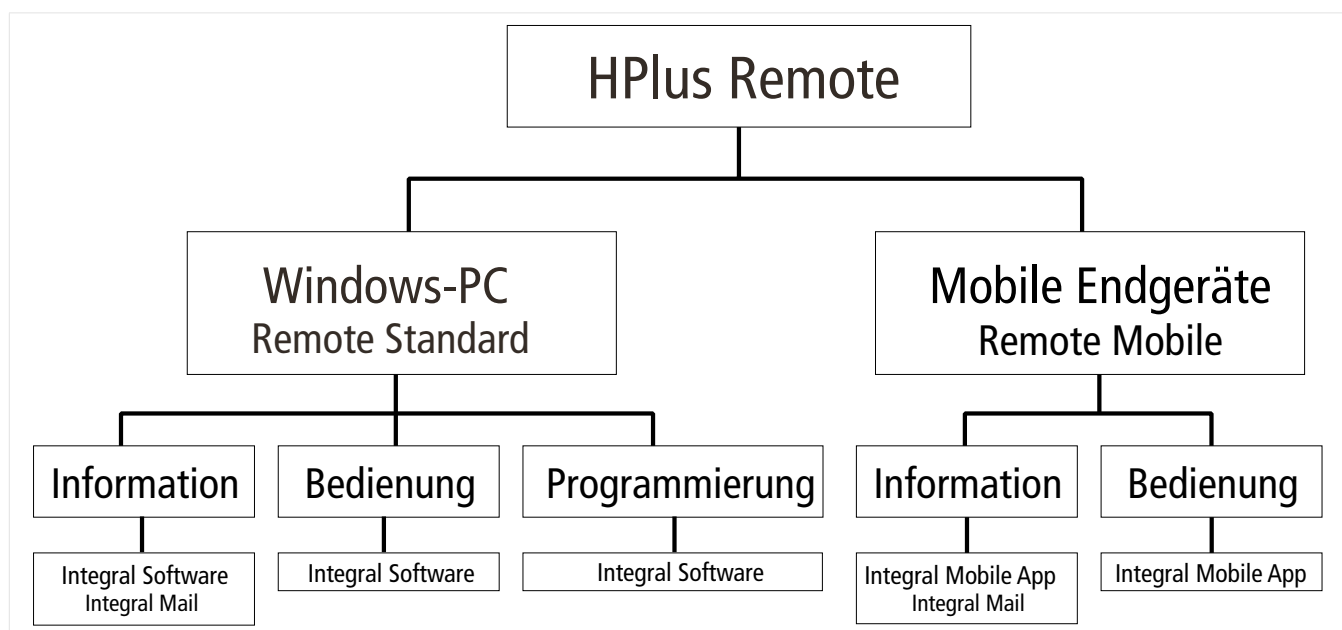 HPlus Remote
Windows-PC
Remote Standard
Mobile Endgeräte
Remote Mobile
Information
Bedienung
Programmierung
Information
Bedienung
Integral Software
Integral Mail
Integral Software
Integral Software
Integral Mobile App
Integral Mail
Integral Mobile App